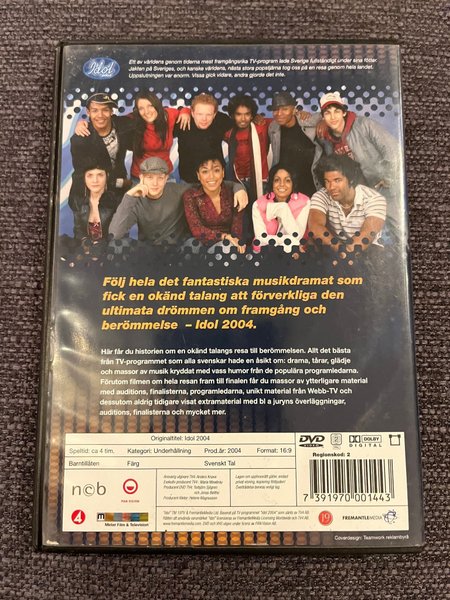 Idol
Ett av världens genom tiderna mest framgångsrika TV-program lade Sverige fullständigt under sina fötter.
Jakten på Sveriges, och kanske världens, nästa stora popstjärna tog oss på en resa genom hela landet.
Uppslutningen var enorm. Vissa gick vidare, andra gjorde det inte.
Följ hela det fantastiska musikdramat som
fick en okänd talang att förverkliga den
ultimata drömmen om framgång och
berömmelse – Idol 2004.
Här får du historien om en okänd talangs resa till berömmelsen. Allt det bästa
från TV-programmet som alla svenskar hade en åsikt om: drama, tårar, glädje
och massor av musik kryddat med vass humor från de populära programledarna.
Förutom filmen om hela resan fram till finalen får du massor av ytterligare material
med auditions, finalisterna, programledarna, unikt material från Webb-TV och
dessutom aldrig tidigare visat extramaterial med bl a juryns överläggningar,
auditions, finalisterna och mycket mer.
Originaltitel: Idol 2004
Speltid: ca 4 tim. Kategori: Underhållning Prod.år: 2004 Format: 16:9
Barntillåten Färg Svenskt Tal
DVD VIDEO 2 DOLBY DIGITAL
Regionskod: 2
ncb
7 391970 001443
4
m
Mictet Film & Television
19
FREMANTLEMEDIA
Coverdesign: Teamwork reklambyrå